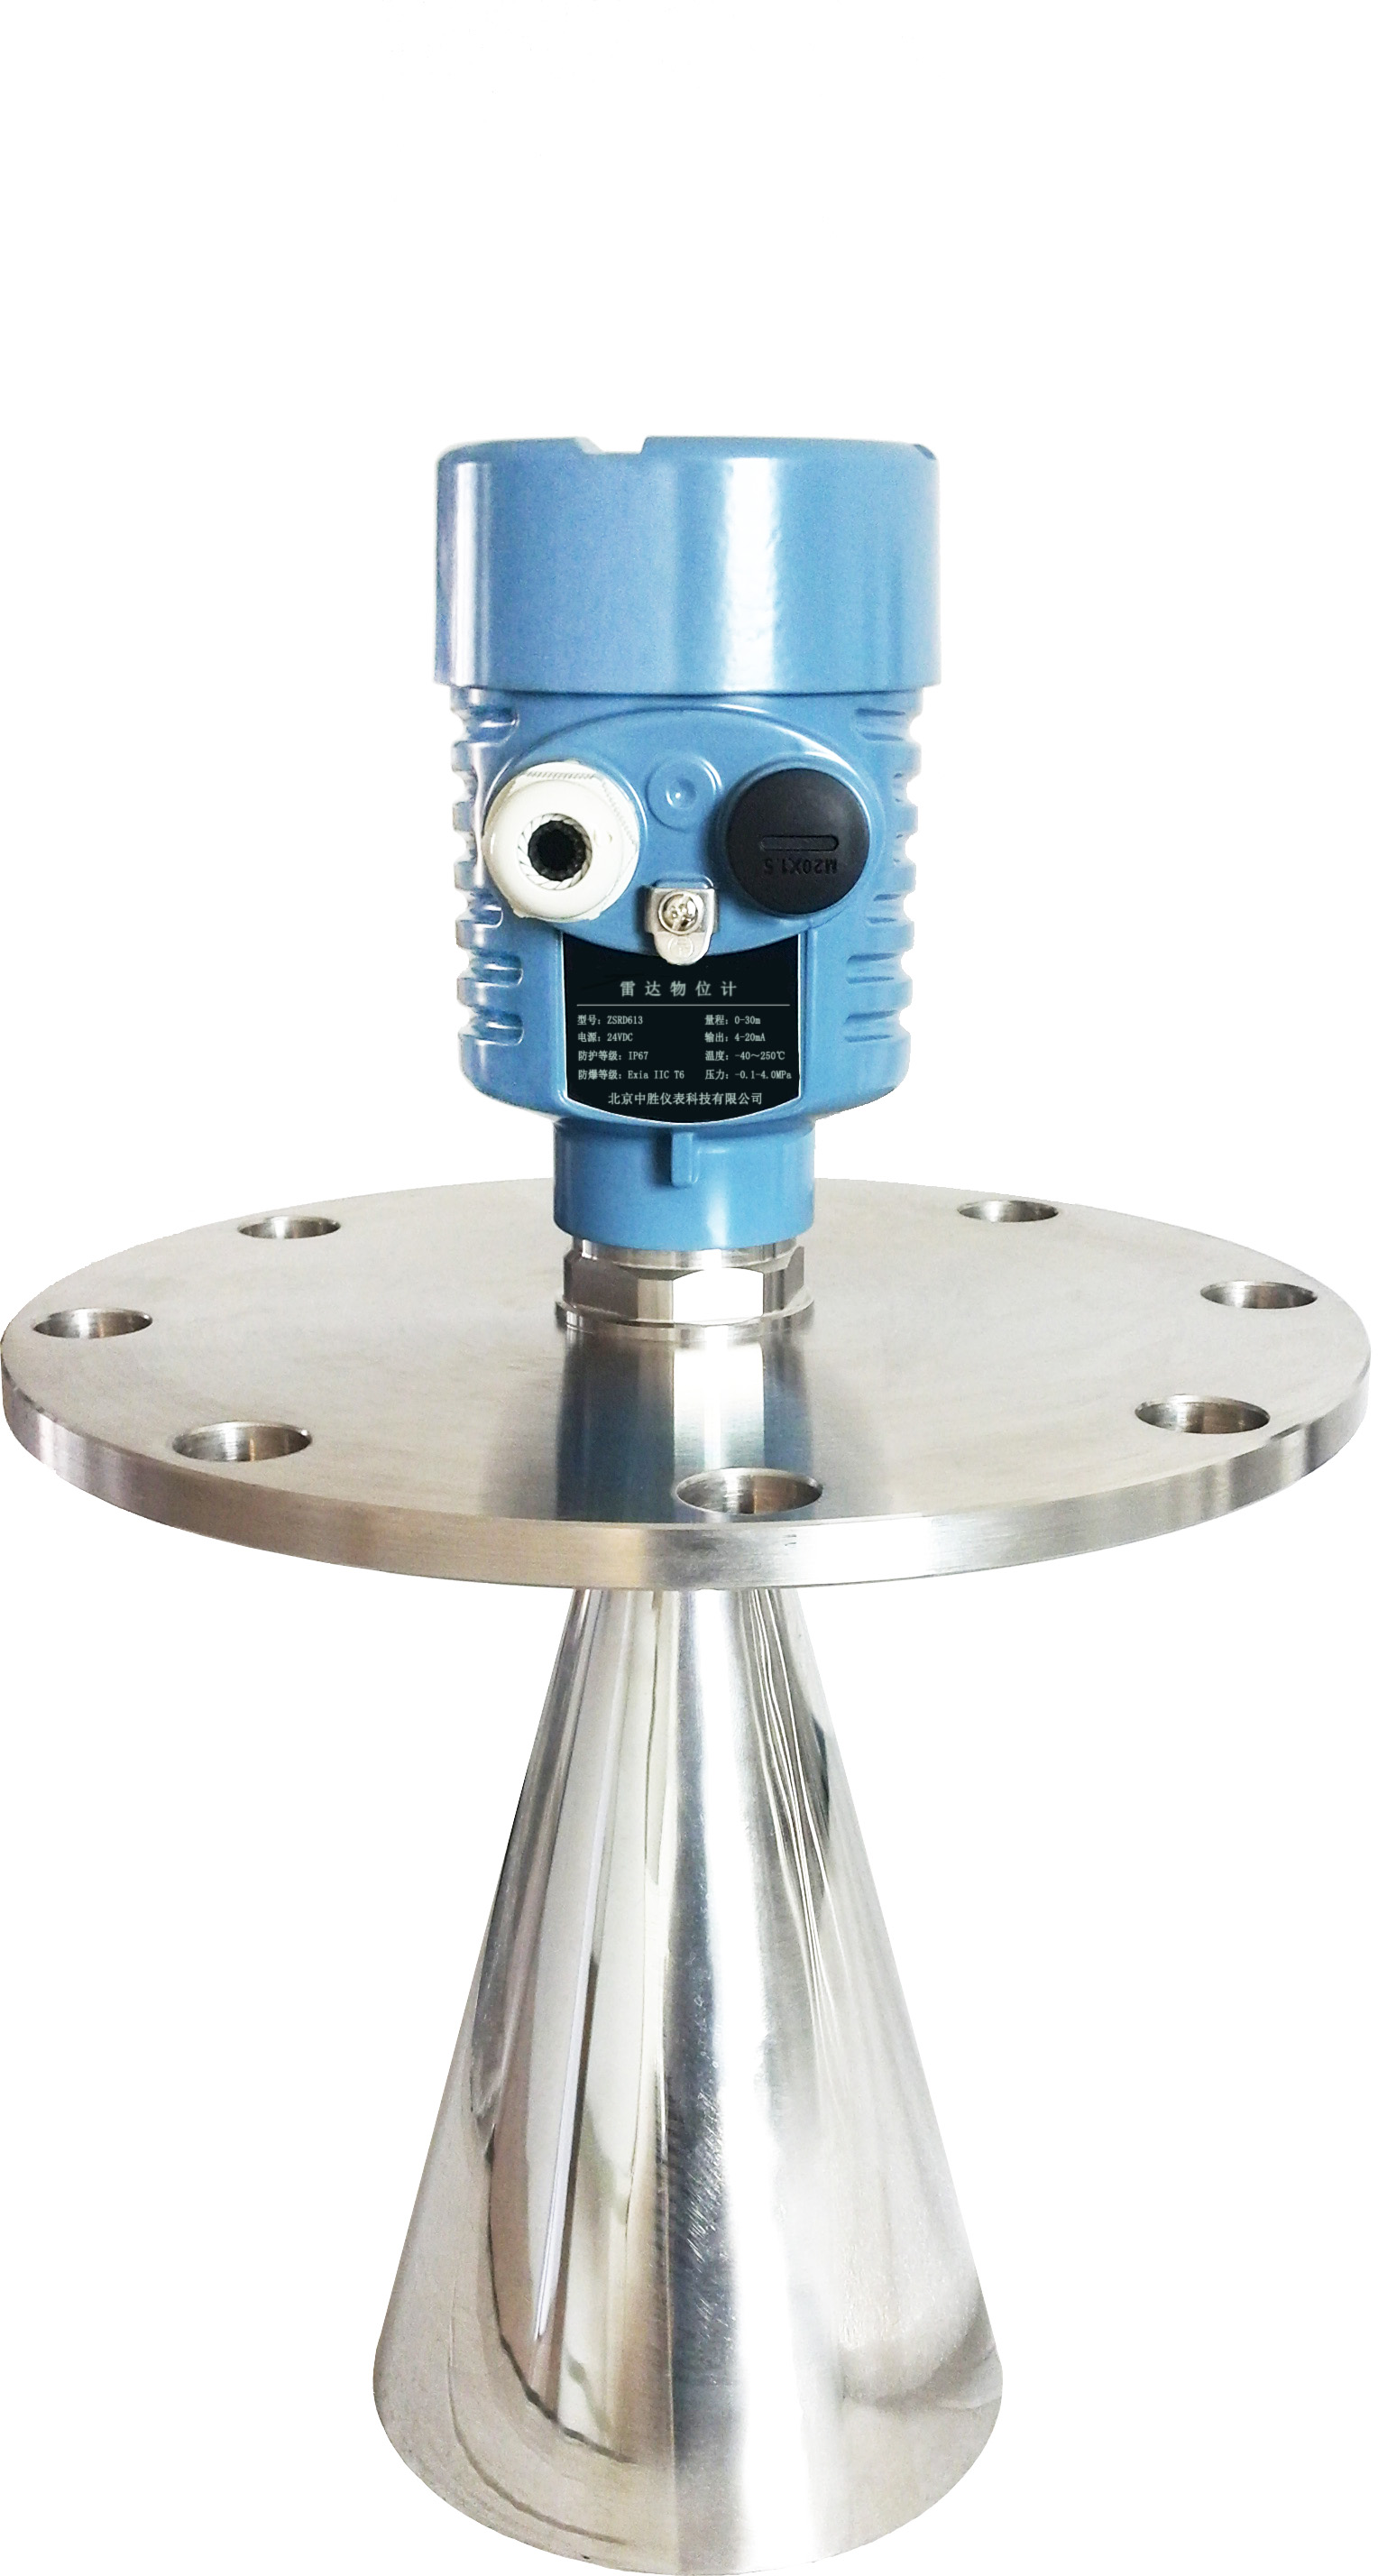 M20X1.5
雷达物位计
型号：ZSRD613 量程：0-30m
电源：24VDC 输出：4-20mA
防护等级：IP67 温度：-40～250℃
防爆等级：Exia IIC T6 压力：-0.1-4.0MPa
北京中胜仪表科技有限公司